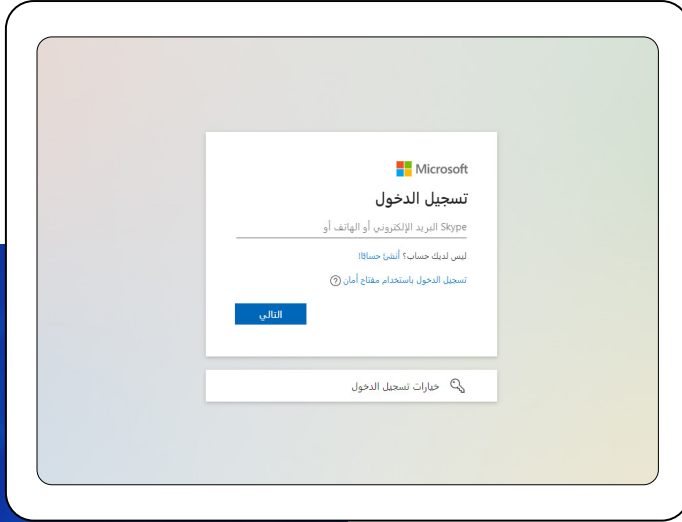 Microsoft
تسجيل الدخول
Skype البريد الإلكتروني أو الهاتف أو
ليس لديك حساب؟ أنشئ حسابًا!
تسجيل الدخول باستخدام مفتاح أمان ?
التالي
خيارات تسجيل الدخول